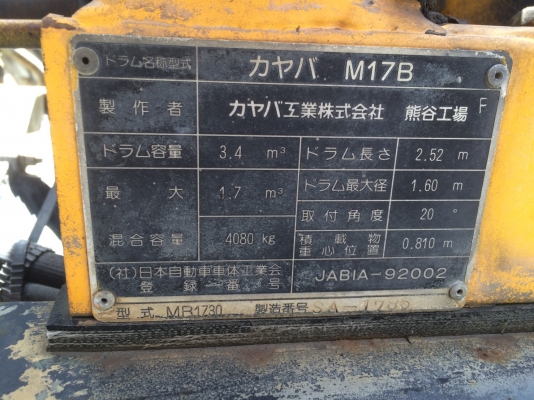 ドラム名称型式 カヤバ M17B
製作者 カヤバ工業株式会社 熊谷工場 F
ドラム容量 3.4 m³ ドラム長さ 2.52 m
最大 1.7 m³ ドラム最大径 1.60 m
取付角度 20 °
混合容量 4080 kg 積載物重心位置 0.810 m
(社)日本自動車車体工業会
登録番号 JABIA-92002
型式 MR1730 製造番号 SA-1786